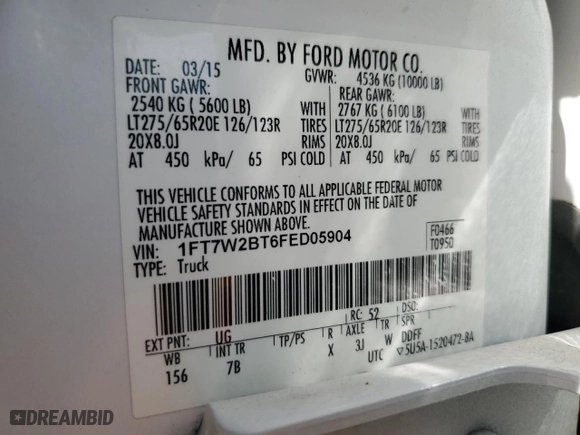 MFD. BY FORD MOTOR CO.
DATE: 03/15 GVWR: 4536 KG (10000 LB)
FRONT GAWR: REAR GAWR:
2540 KG ( 5600 LB) WITH 2767 KG ( 6100 LB) WITH
LT275/65R20E 126/123R TIRES LT275/65R20E 126/123R TIRES
20X8.0J RIMS 20X8.0J RIMS
AT 450 kPa/ 65 PSI COLD AT 450 kPa/ 65 PSI COLD
THIS VEHICLE CONFORMS TO ALL APPLICABLE FEDERAL MOTOR
VEHICLE SAFETY STANDARDS IN EFFECT ON THE DATE OF
MANUFACTURE SHOWN ABOVE.
VIN: 1FT7W2BT6FED05904 F0466
TYPE: Truck T0950
EXT PNT: UG RC: 52 DSO:
WB INT TR TP/PS R AXLE TR SPR
156 7B X 3J W DDFF
UTC ▽5U5A-1520472-BA
DREAMBID